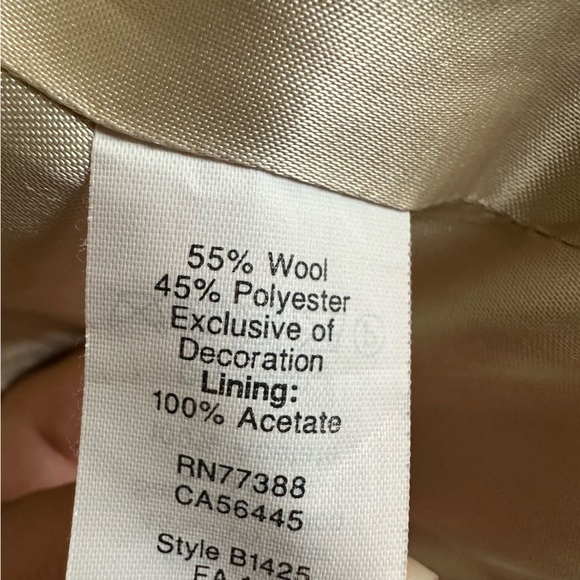 55% Wool
45% Polyester
Exclusive of
Decoration
Lining:
100% Acetate
RN77388
CA56445
Style B1425